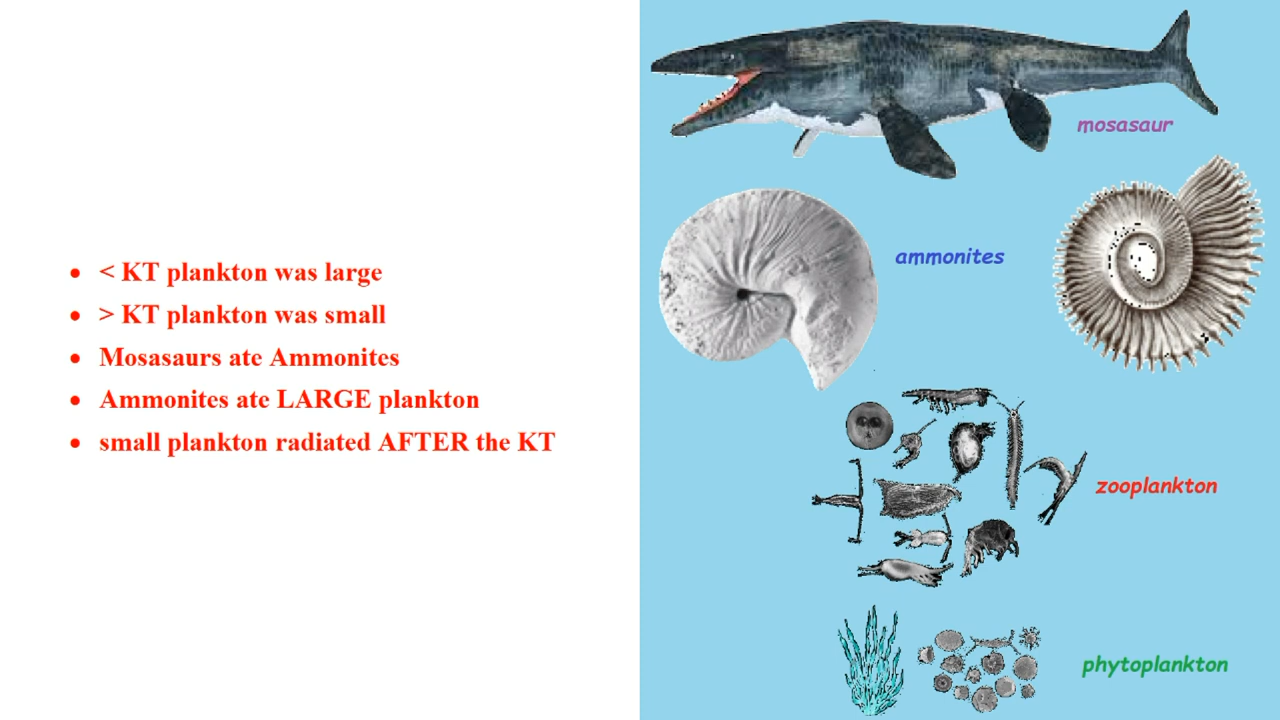 • < KT plankton was large
• > KT plankton was small
• Mosasaurs ate Ammonites
• Ammonites ate LARGE plankton
• small plankton radiated AFTER the KT
mosasaur
ammonites
zooplankton
phytoplankton